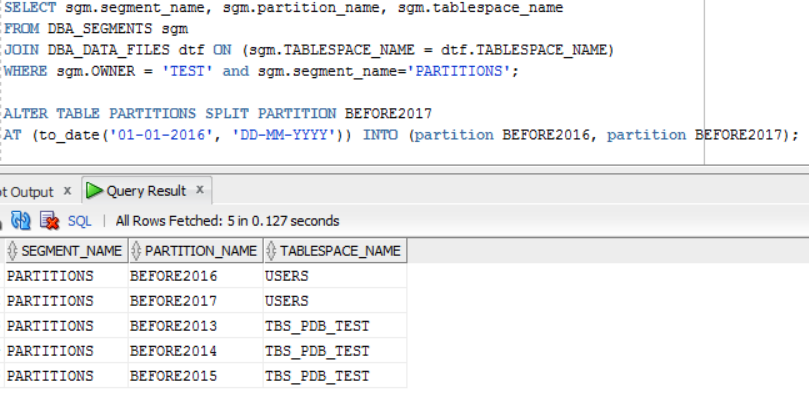 SELECT sgm.segment_name, sgm.partition_name, sgm.tablespace_name
FROM DBA_SEGMENTS sgm
JOIN DBA_DATA_FILES dtf ON (sgm.TABLESPACE_NAME = dtf.TABLESPACE_NAME)
WHERE sgm.OWNER = 'TEST' and sgm.segment_name='PARTITIONS';
ALTER TABLE PARTITIONS SPLIT PARTITION BEFORE2017
AT (to_date('01-01-2016', 'DD-MM-YYYY')) INTO (partition BEFORE2016, partition BEFORE2017);
ot Output x Query Result x
SQL | All Rows Fetched: 5 in 0.127 seconds
SEGMENT_NAME PARTITION_NAME TABLESPACE_NAME
PARTITIONS BEFORE2016 USERS
PARTITIONS BEFORE2017 USERS
PARTITIONS BEFORE2013 TBS_PDB_TEST
PARTITIONS BEFORE2014 TBS_PDB_TEST
PARTITIONS BEFORE2015 TBS_PDB_TEST